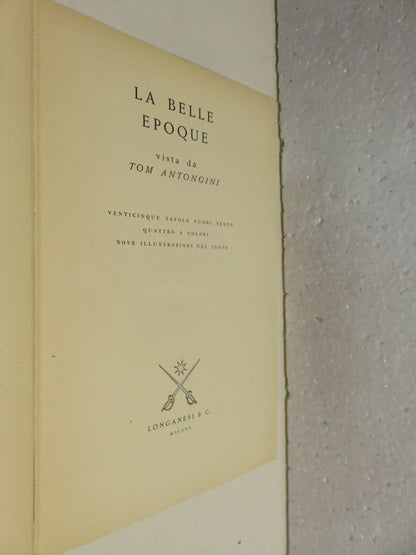 LA BELLE
EPOQUE
vista da
TOM ANTONGINI
VENTICINQUE TAVOLE FUORI TESTO
QUATTRO A COLORI
NOVE ILLUSTRAZIONI NEL TESTO
LONGANESI & C.
MILANO